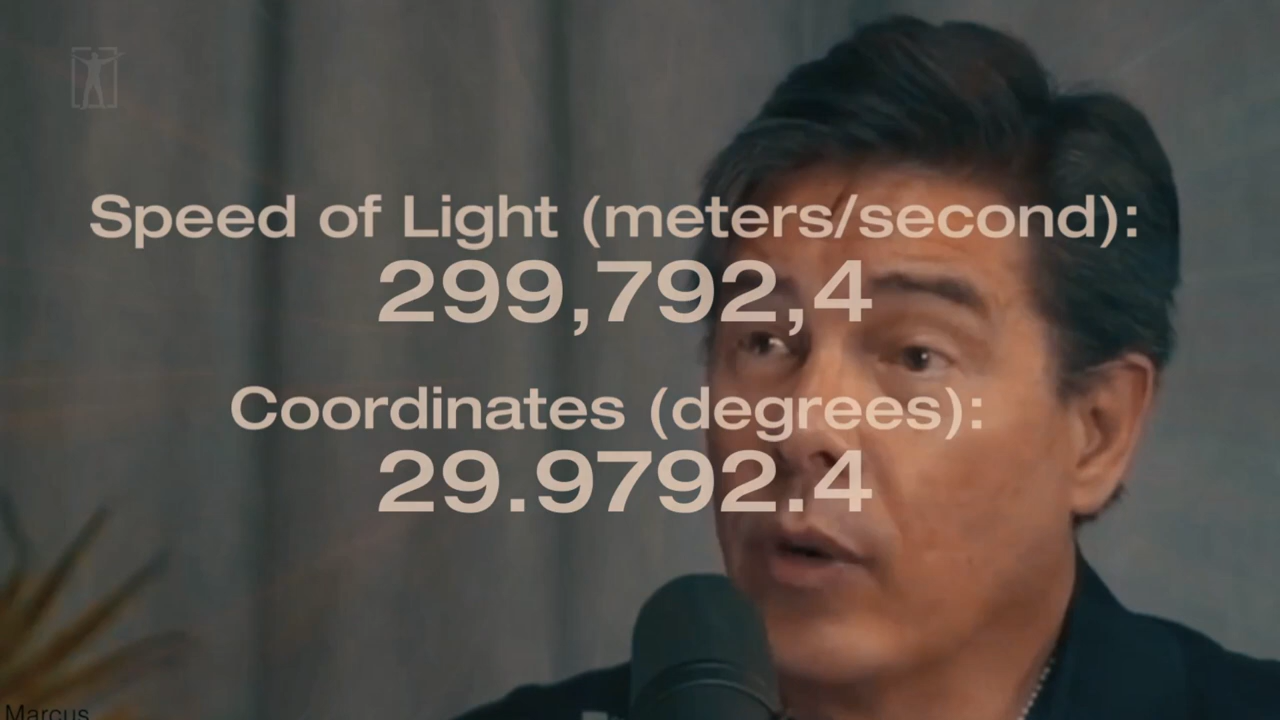 Speed of Light (meters/second):
299,792,4
Coordinates (degrees):
29.9792.4
Marcus